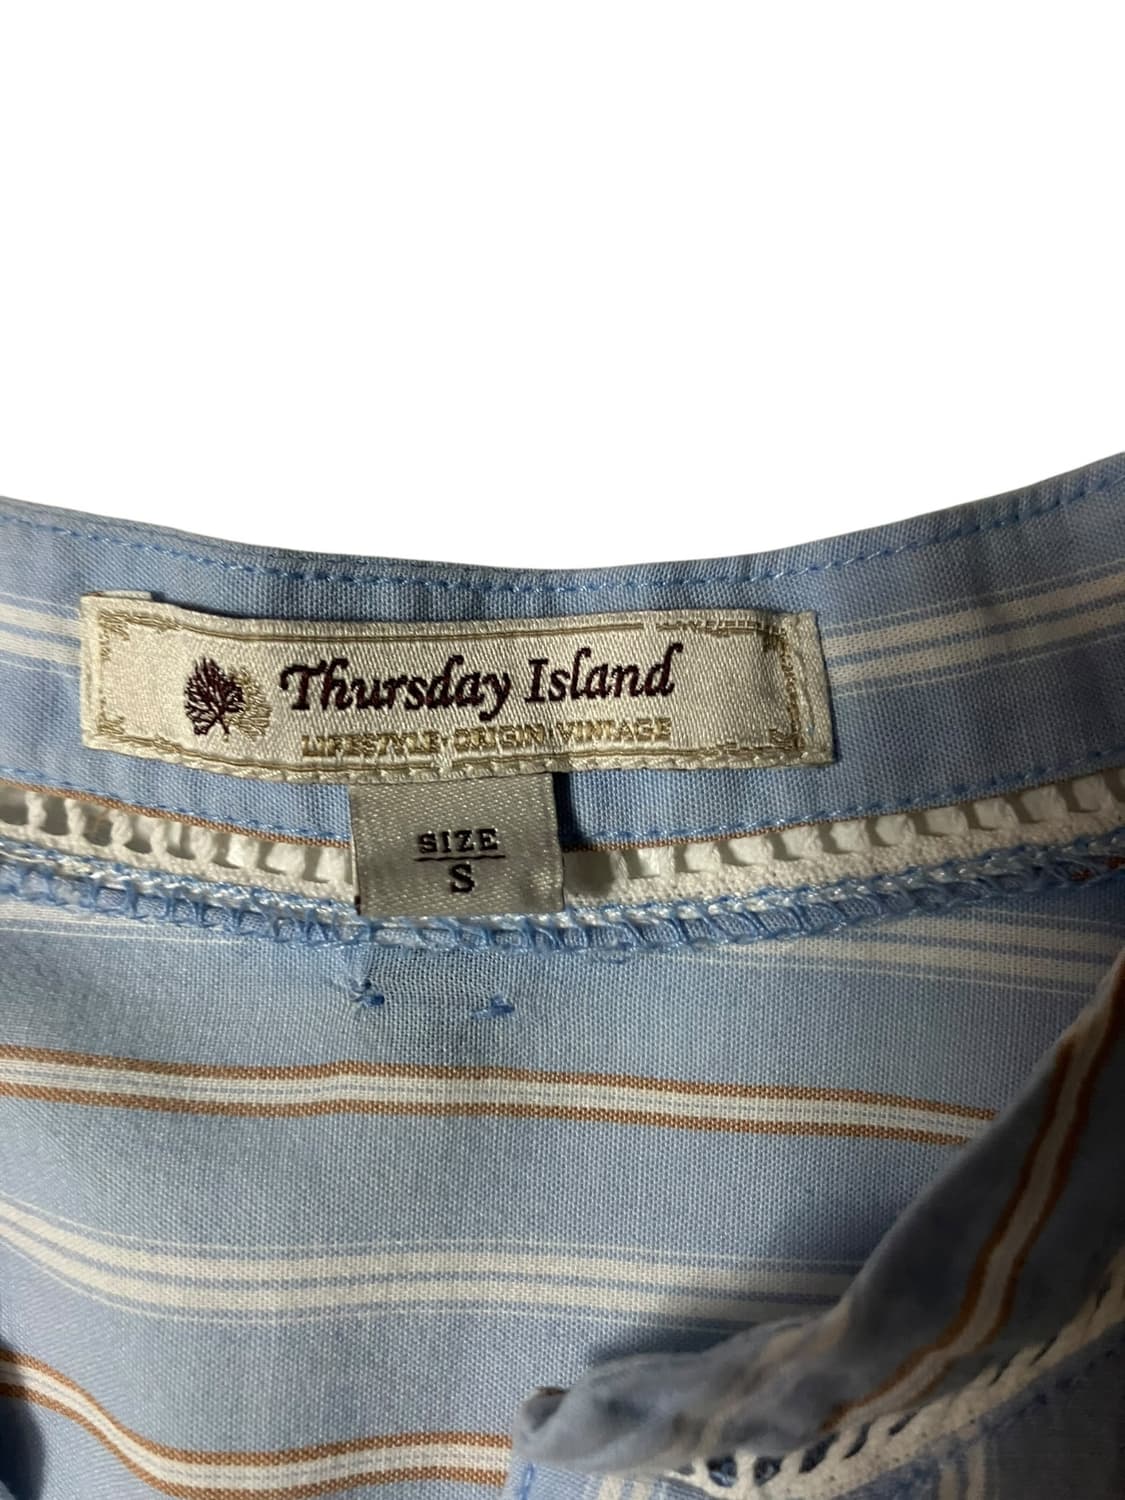 Thursday Island
LIFESTYLE·ORIGIN VINTAGE
SIZE
S